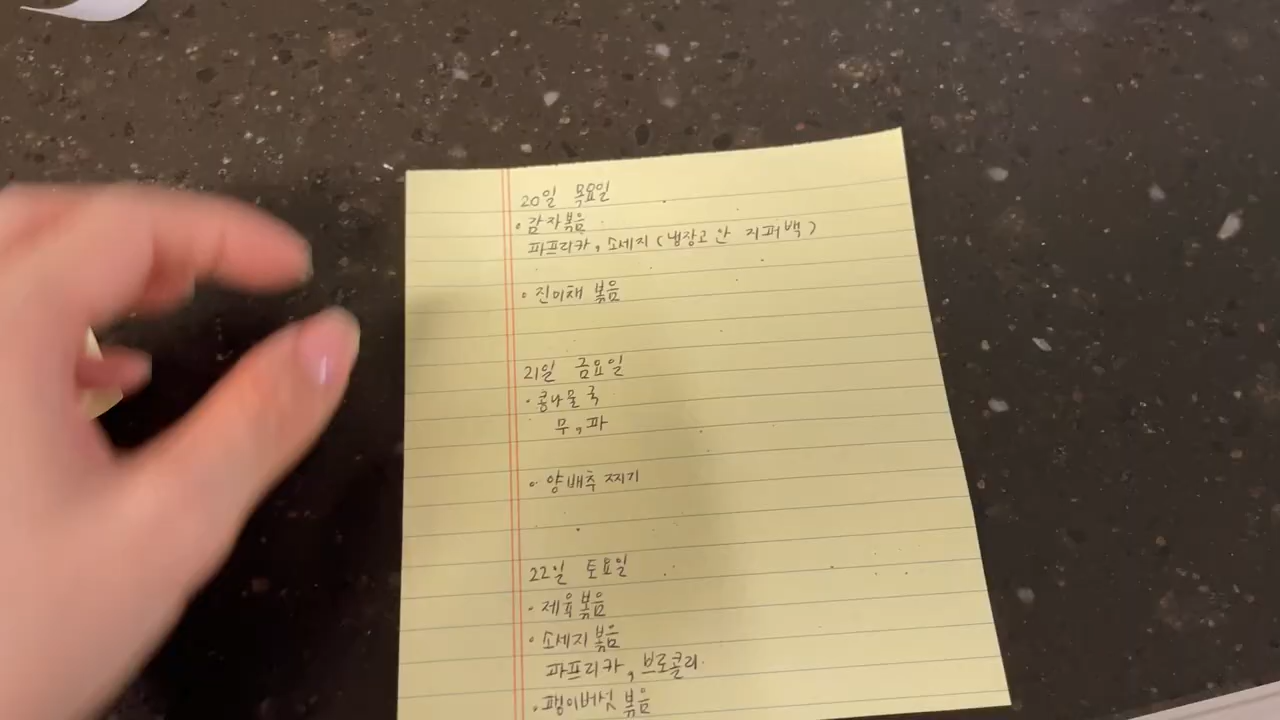 20일 목요일
· 감자볶음
파프리카, 소세지 (냉장고 안 지퍼백)
· 진미채 볶음
21일 금요일
· 콩나물 국
무, 파
· 양배추 찌기
22일 토요일
· 제육볶음
· 소세지 볶음
파프리카, 브로콜리
· 팽이버섯 볶음